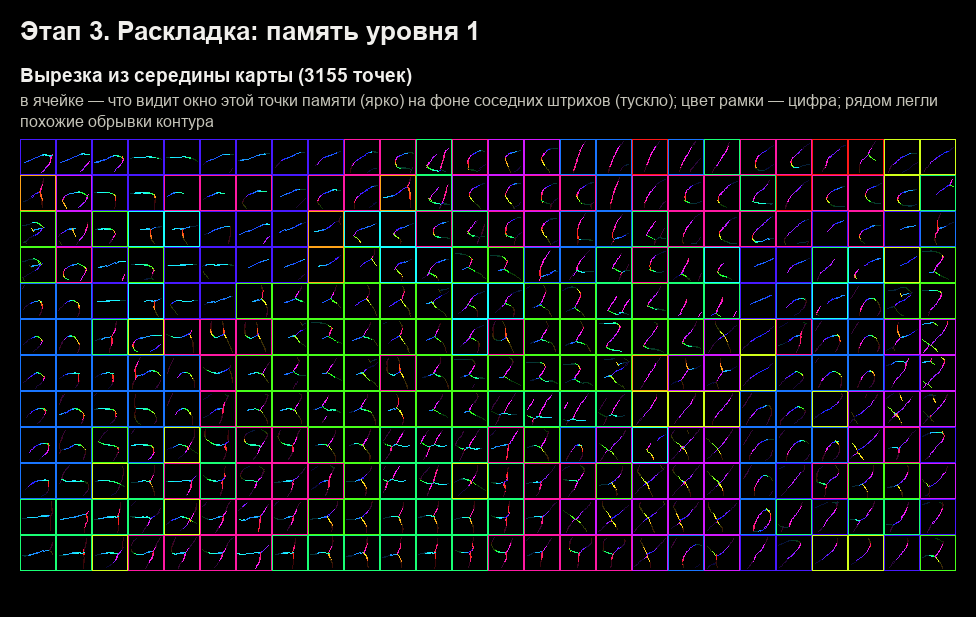 Этап 3. Раскладка: память уровня 1
Вырезка из середины карты (3155 точек)
в ячейке — что видит окно этой точки памяти (ярко) на фоне соседних штрихов (тускло); цвет рамки — цифра; рядом легли
похожие обрывки контура